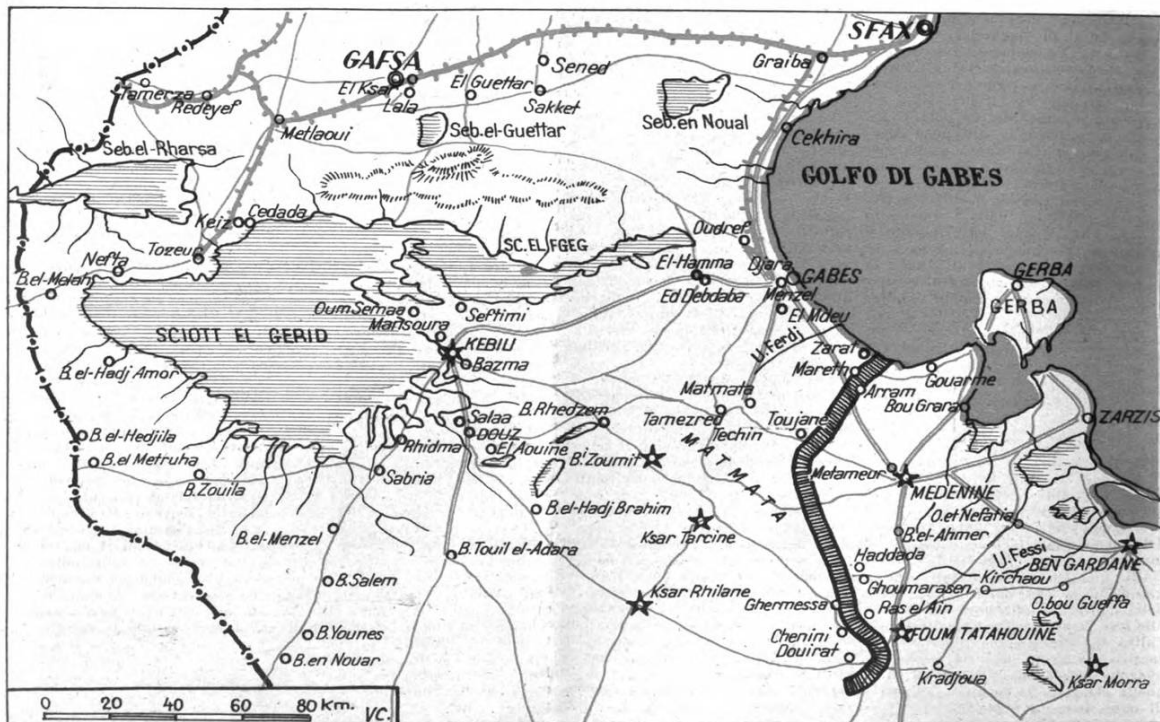 SFAX
Graiba
GAFSA
El Ksar
Lala
El Guettar
Sened
Sakket
Tamerza
Redeyef
Metlaoui
Seb.el-Guettar
Seb.en Noual
Cekhira
Seb.el-Rharsa
GOLFO DI GABES
Keiz
Cedada
Oudref
SC.EL FGEG
Tozeu
Nefta
B.el-Melah
El-Hamma
Djara
GABES
Ed Debdaba
Menzel
El Mdeu
GERBA
GERBA
Oum Semaa
Seftimi
Mansoura
SCIOTT EL GERID
KEBILI
Bazma
U.Ferdi
Zarat
Mareth
Gouarme
B.el-Hadj Amor
Arram
Bou Grara
Matmata
B.Rhedzem
Tamezred
Toujane
ZARZIS
Salaa
DOUZ
Techin
B.el-Hedjila
Rhidma
El Aouine
B.el Metruha
Bi Zoumit
MATMATA
Metameur
B.Zouila
Sabria
MEDENINE
B.el-Hadj Brahim
O.et Nefatia
B.el-Menzel
Ksar Tarcine
B.el-Ahmer
U.Fessi
B.Touil el-Adara
Haddada
BEN GARDANE
Kirchaou
B.Salem
Ksar Rhilane
Ghoumarasen
Ghermessa
Ras el Ain
O.bou Gueffa
B.Younes
Chenini
FOUM TATAHOUINE
Douirat
B.en Nouar
Kradjoua
Ksar Morra
0 20 40 60 80 Km.
VC.